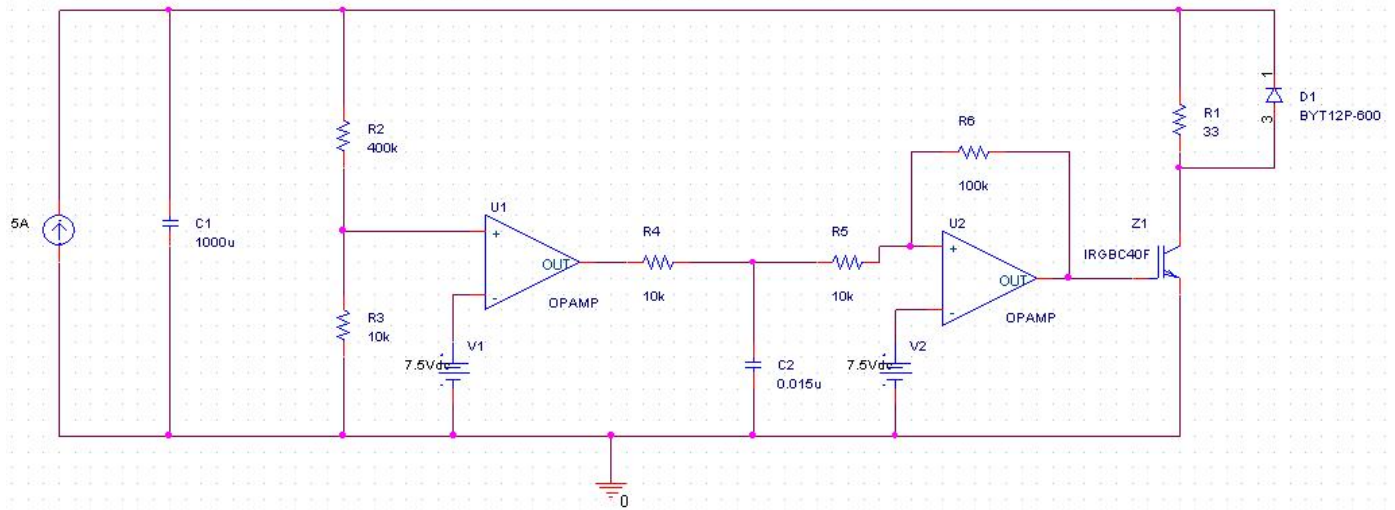 5A
C1
1000u
R2
400k
R3
10k
U1
+
-
OUT
OPAMP
7.5Vdc
V1
R4
10k
C2
0.015u
R5
10k
R6
100k
U2
+
-
OUT
OPAMP
7.5Vdc
V2
Z1
IRGBC40F
R1
33
1
3
D1
BYT12P-600
0